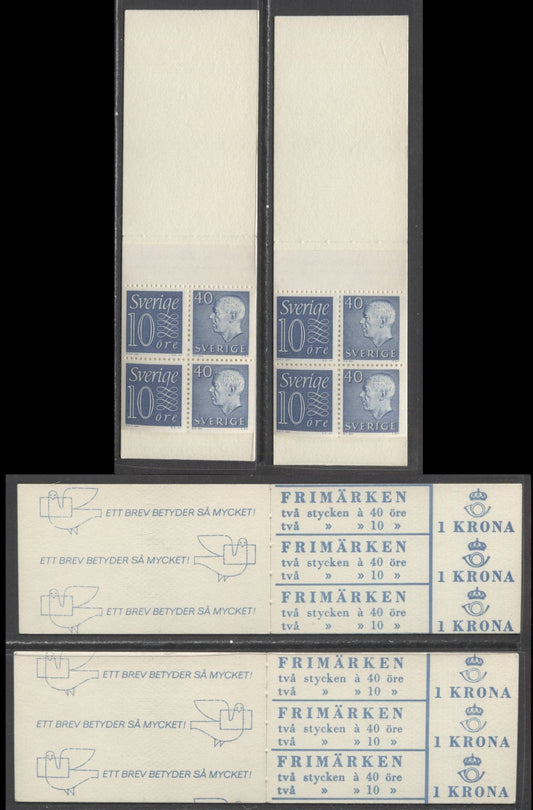 Sverige
10
öre
40
SVERIGE
Sverige
10
öre
40
SVERIGE
Sverige
10
öre
40
SVERIGE
Sverige
10
öre
40
SVERIGE
ETT BREV BETYDER SÅ MYCKET!
ETT BREV BETYDER SÅ MYCKET!
ETT BREV BETYDER SÅ MYCKET!
FRIMÄRKEN
två stycken à 40 öre
två » » 10 »
1 KRONA
FRIMÄRKEN
två stycken à 40 öre
två » » 10 »
1 KRONA
FRIMÄRKEN
två stycken à 40 öre
två » » 10 »
1 KRONA
ETT BREV BETYDER SÅ MYCKET!
ETT BREV BETYDER SÅ MYCKET!
ETT BREV BETYDER SÅ MYCKET!
FRIMÄRKEN
två stycken à 40 öre
två » » 10 »
1 KRONA
FRIMÄRKEN
två stycken à 40 öre
två » » 10 »
1 KRONA
FRIMÄRKEN
två stycken à 40 öre
två » » 10 »
1 KRONA